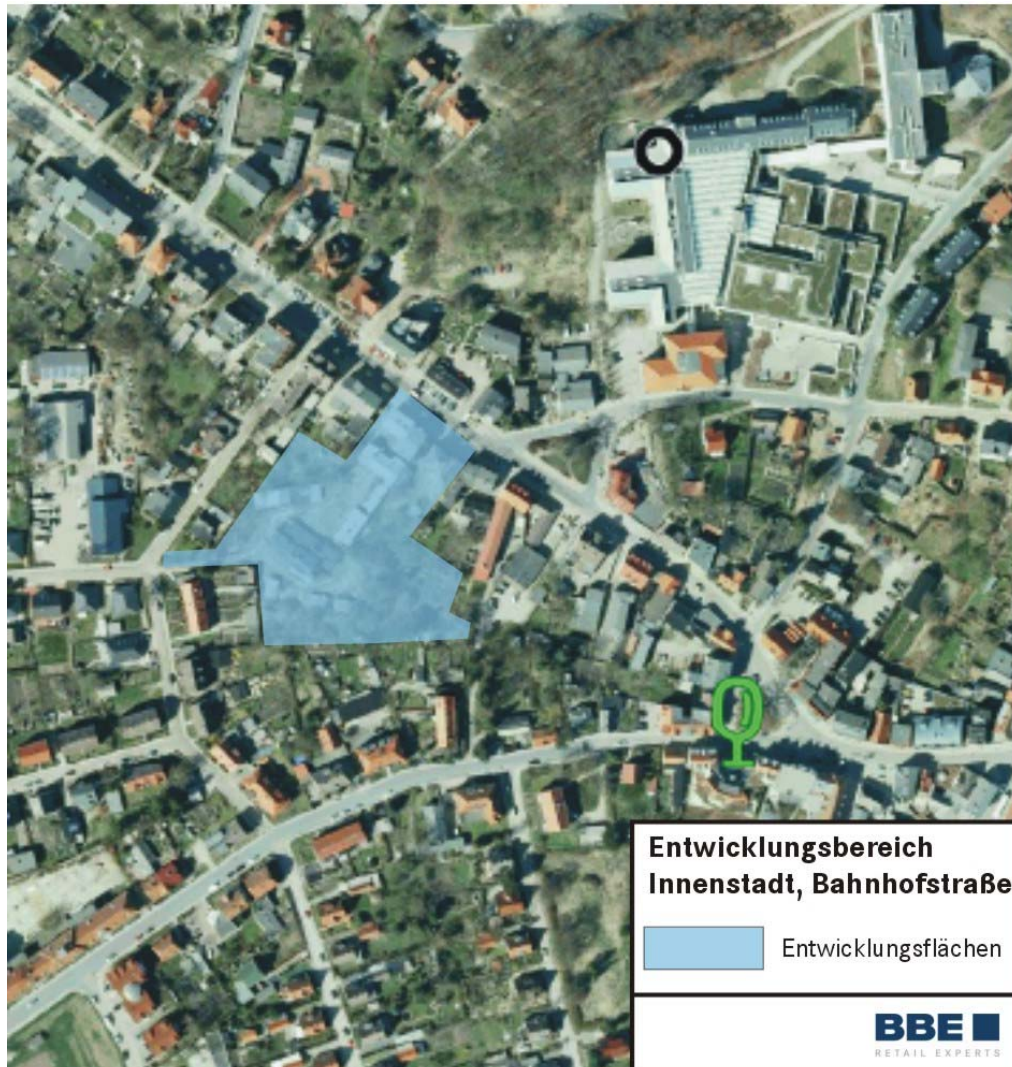 Entwicklungsbereich
Innenstadt, Bahnhofstraße
Entwicklungsflächen
BBE
RETAIL EXPERTS